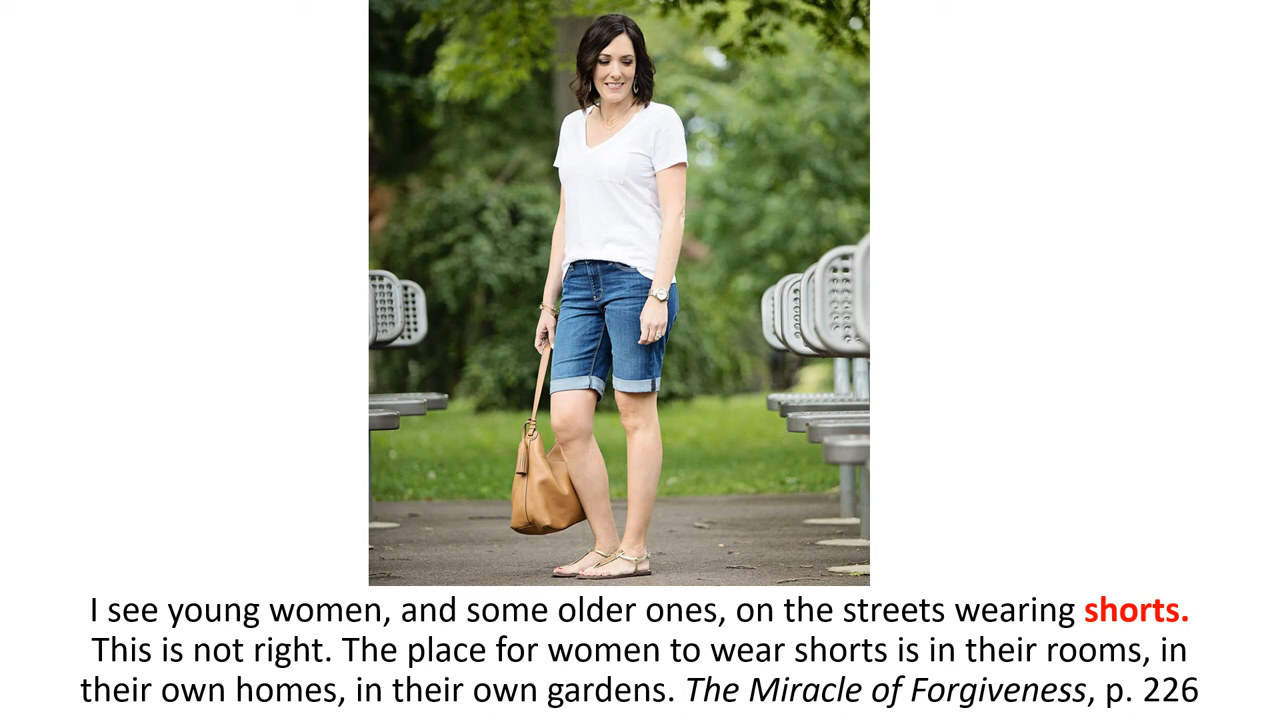 I see young women, and some older ones, on the streets wearing shorts.
This is not right. The place for women to wear shorts is in their rooms, in
their own homes, in their own gardens. The Miracle of Forgiveness, p. 226